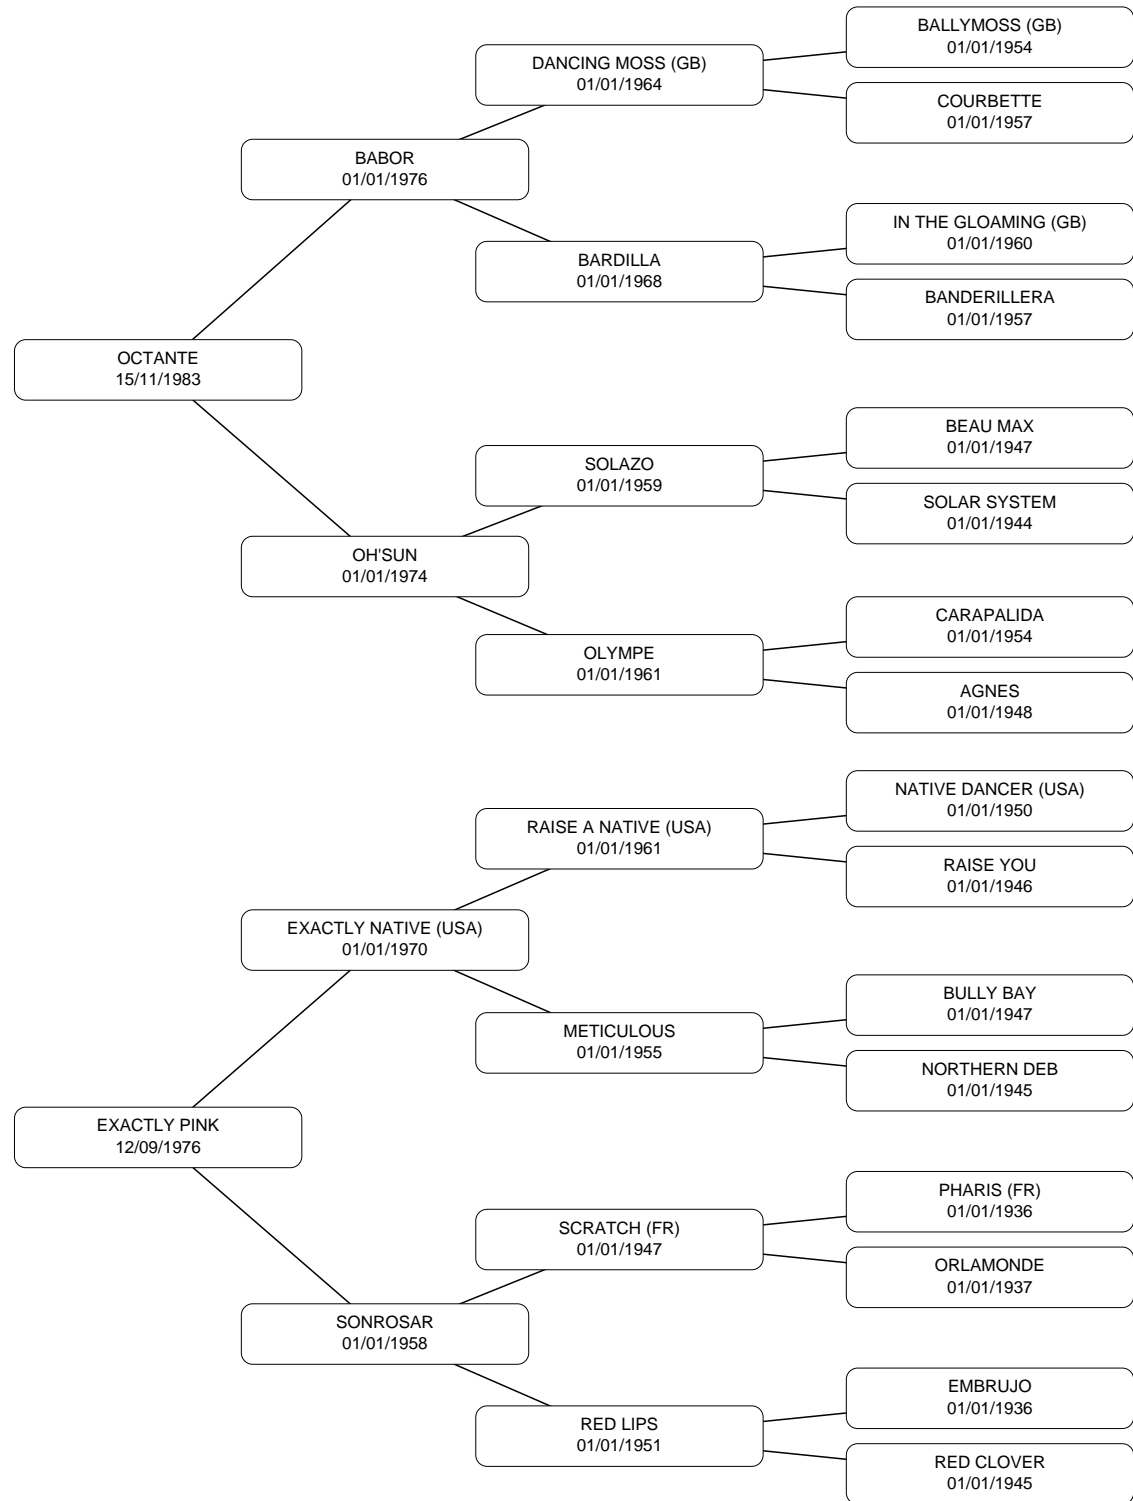 BALLYMOSS (GB)
01/01/1954
DANCING MOSS (GB)
01/01/1964
COURBETTE
01/01/1957
BABOR
01/01/1976
IN THE GLOAMING (GB)
01/01/1960
BARDILLA
01/01/1968
BANDERILLERA
01/01/1957
OCTANTE
15/11/1983
BEAU MAX
01/01/1947
SOLAZO
01/01/1959
SOLAR SYSTEM
01/01/1944
OH'SUN
01/01/1974
CARAPALIDA
01/01/1954
OLYMPE
01/01/1961
AGNES
01/01/1948
NATIVE DANCER (USA)
01/01/1950
RAISE A NATIVE (USA)
01/01/1961
RAISE YOU
01/01/1946
EXACTLY NATIVE (USA)
01/01/1970
BULLY BAY
01/01/1947
METICULOUS
01/01/1955
NORTHERN DEB
01/01/1945
EXACTLY PINK
12/09/1976
PHARIS (FR)
01/01/1936
SCRATCH (FR)
01/01/1947
ORLAMONDE
01/01/1937
SONROSAR
01/01/1958
EMBRUJO
01/01/1936
RED LIPS
01/01/1951
RED CLOVER
01/01/1945